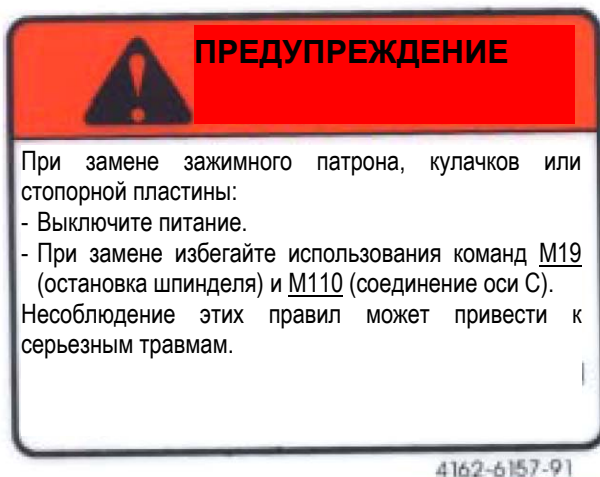 ПРЕДУПРЕЖДЕНИЕ
При замене зажимного патрона, кулачков или
стопорной пластины:
- Выключите питание.
- При замене избегайте использования команд M19
(остановка шпинделя) и M110 (соединение оси C).
Несоблюдение этих правил может привести к
серьезным травмам.
4162-6157-91